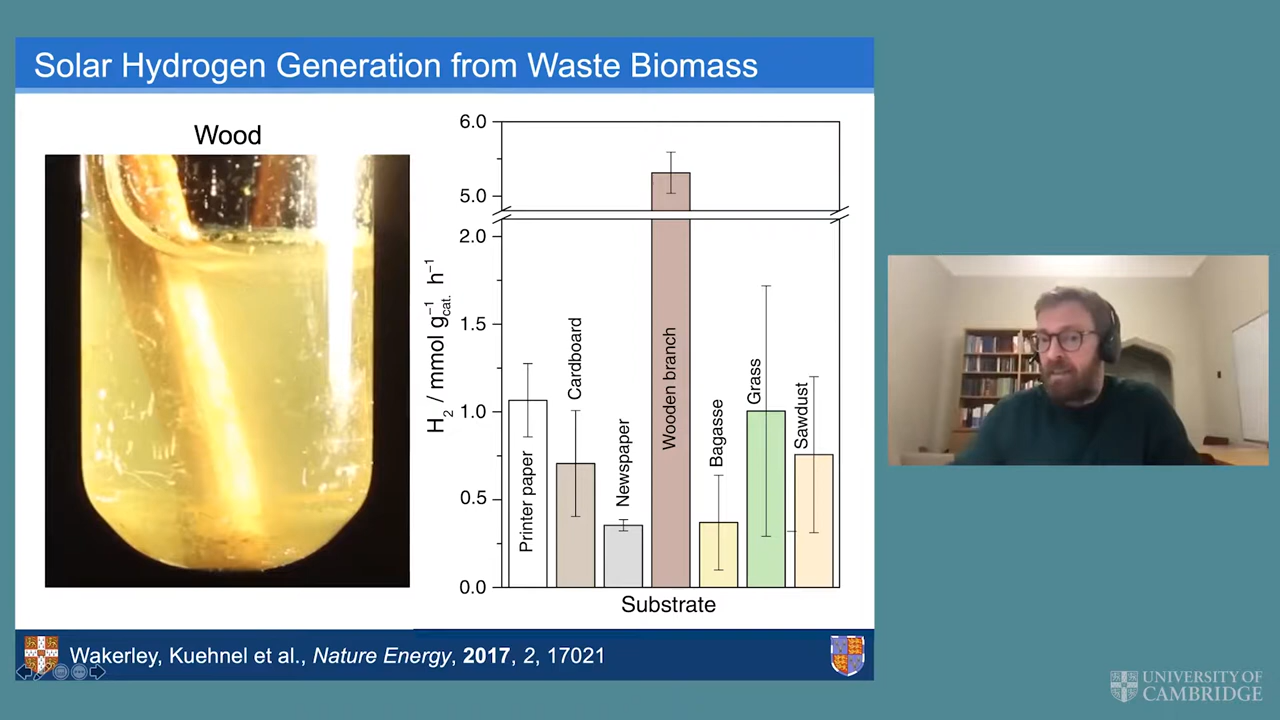 Solar Hydrogen Generation from Waste Biomass
Wood
6.0
5.0
2.0
1.5
1.0
0.5
0.0
H₂ / mmol g⁻¹cat. h⁻¹
Printer paper
Cardboard
Newspaper
Wooden branch
Bagasse
Grass
Sawdust
Substrate
Wakerley, Kuehnel et al., Nature Energy, 2017, 2, 17021
UNIVERSITY OF
CAMBRIDGE